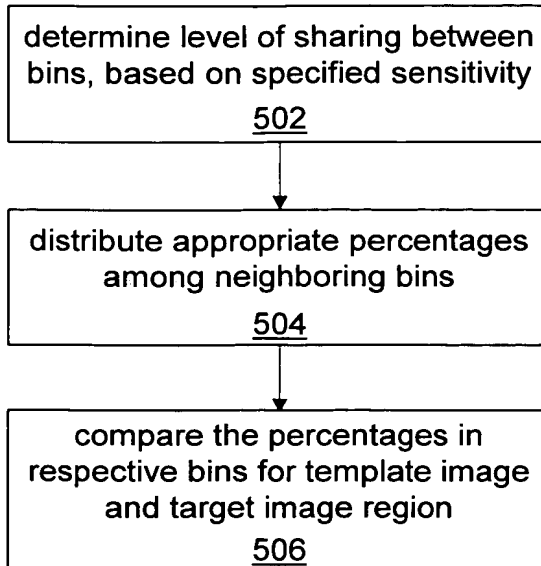 determine level of sharing between
bins, based on specified sensitivity
502
distribute appropriate percentages
among neighboring bins
504
compare the percentages in
respective bins for template image
and target image region
506